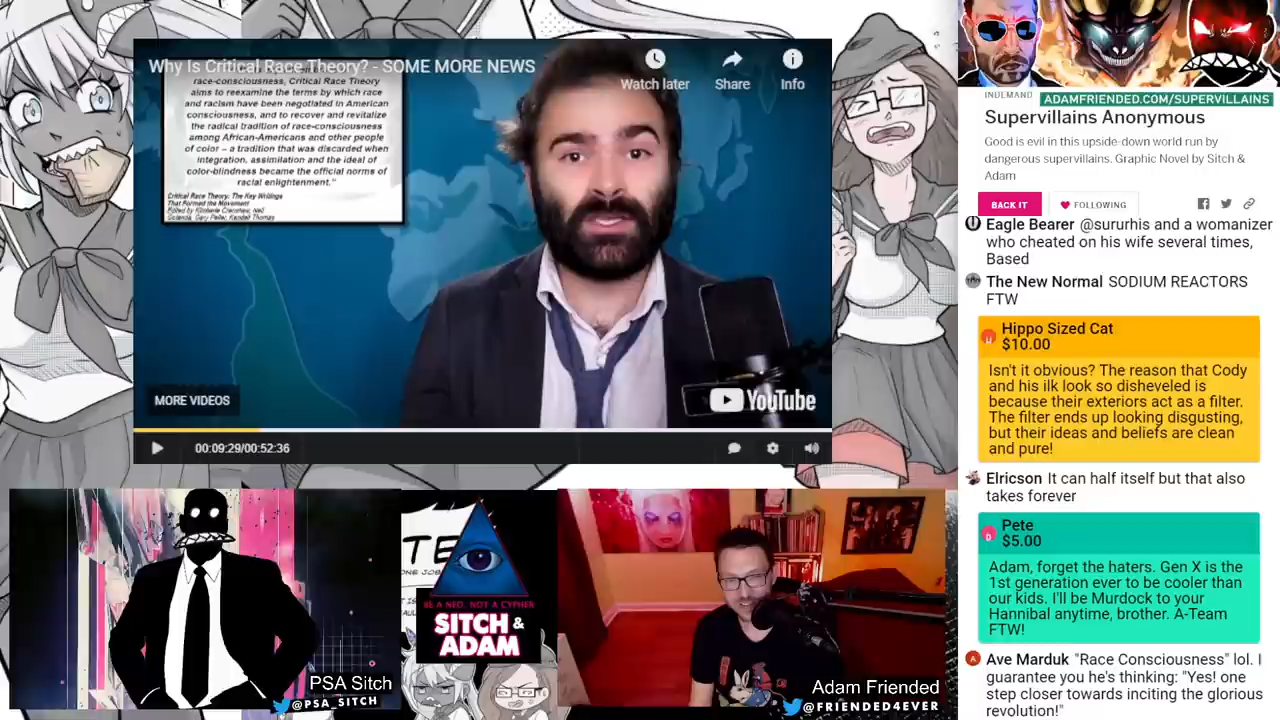 Why Is Critical Race Theory? - SOME MORE NEWS
Watch later
Share
Info
race-consciousness, Critical Race Theory
aims to reexamine the terms by which race
and racism have been negotiated in American
consciousness, and to recover and revitalize
the radical tradition of race-consciousness
among African-Americans and other people
of color – a tradition that was discarded when
integration, assimilation and the ideal of
color-blindness became the official norms of
racial enlightenment."
Critical Race Theory: The Key Writings
That Formed the Movement
MORE VIDEOS
YouTube
00:09:29/00:52:36
PSA Sitch
@PSA_SITCH
BE A NEO, NOT A CYPHER
SITCH &
ADAM
Adam Friended
@FRIENDED4EVER
INDEMAND
ADAMFRIENDED.COM/SUPERVILLAINS
Supervillains Anonymous
Good is evil in this upside-down world run by
dangerous supervillains. Graphic Novel by Sitch &
Adam
BACK IT
FOLLOWING
Eagle Bearer @sururhis and a womanizer
who cheated on his wife several times,
Based
The New Normal SODIUM REACTORS
FTW
Hippo Sized Cat
$10.00
Isn't it obvious? The reason that Cody
and his ilk look so disheveled is
because their exteriors act as a filter.
The filter ends up looking disgusting,
but their ideas and beliefs are clean
and pure!
Elricson It can half itself but that also
takes forever
Pete
$5.00
Adam, forget the haters. Gen X is the
1st generation ever to be cooler than
our kids. I'll be Murdock to your
Hannibal anytime, brother. A-Team
FTW!
Ave Marduk "Race Consciousness" lol. I
guarantee you he's thinking: "Yes! one
step closer towards inciting the glorious
revolution!"